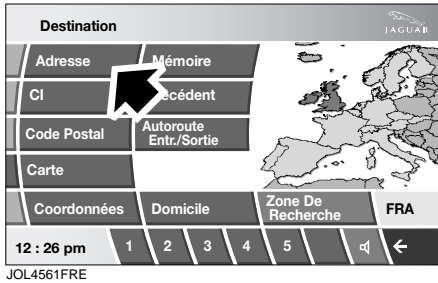 Destination
JAGUAR
Adresse
Mémoire
CI
Code Postal
Autoroute
Entr./Sortie
Carte
Coordonnées
Domicile
Zone De
Recherche
FRA
12 : 26 pm
1
2
3
4
5
JOL4561FRE